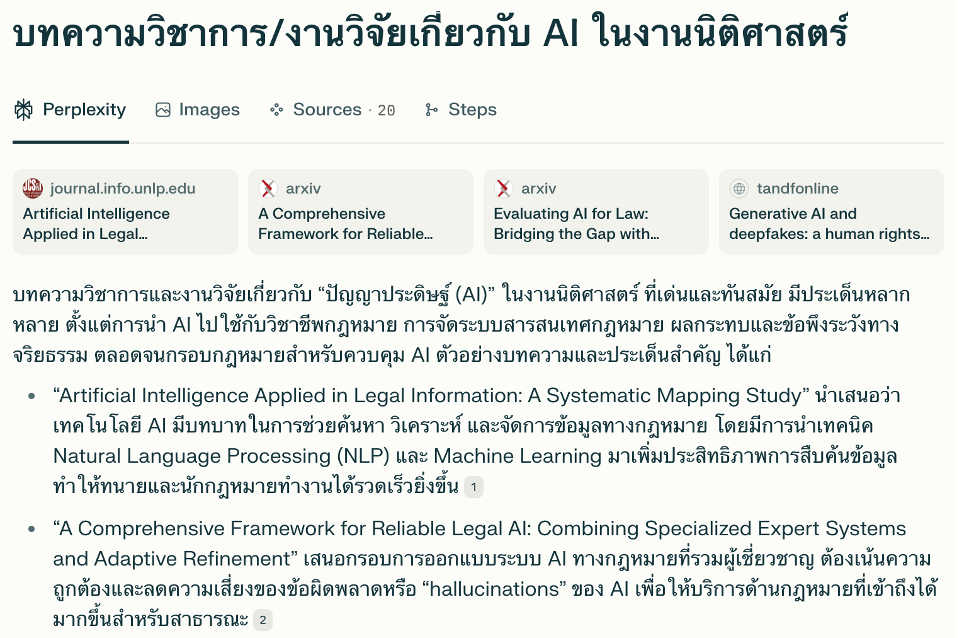 บทความวิชาการ/งานวิจัยเกี่ยวกับ AI ในงานนิติศาสตร์
Perplexity Images Sources · 20 Steps
journal.info.unlp.edu
Artificial Intelligence
Applied in Legal...
arxiv
A Comprehensive
Framework for Reliable...
arxiv
Evaluating AI for Law:
Bridging the Gap with...
tandfonline
Generative AI and
deepfakes: a human rights...
บทความวิชาการและงานวิจัยเกี่ยวกับ “ปัญญาประดิษฐ์ (AI)” ในงานนิติศาสตร์ ที่เด่นและทันสมัย มีประเด็นหลาก
หลาย ตั้งแต่การนำ AI ไปใช้กับวิชาชีพกฎหมาย การจัดระบบสารสนเทศกฎหมาย ผลกระทบและข้อพึงระวังทาง
จริยธรรม ตลอดจนกรอบกฎหมายสำหรับควบคุม AI ตัวอย่างบทความและประเด็นสำคัญ ได้แก่
• “Artificial Intelligence Applied in Legal Information: A Systematic Mapping Study” นำเสนอว่า
เทคโนโลยี AI มีบทบาทในการช่วยค้นหา วิเคราะห์ และจัดการข้อมูลทางกฎหมาย โดยมีการนำเทคนิค
Natural Language Processing (NLP) และ Machine Learning มาเพิ่มประสิทธิภาพการสืบค้นข้อมูล
ทำให้ทนายและนักกฎหมายทำงานได้รวดเร็วยิ่งขึ้น 1
• “A Comprehensive Framework for Reliable Legal AI: Combining Specialized Expert Systems
and Adaptive Refinement” เสนอกรอบการออกแบบระบบ AI ทางกฎหมายที่รวมผู้เชี่ยวชาญ ต้องเน้นความ
ถูกต้องและลดความเสี่ยงของข้อผิดพลาดหรือ “hallucinations” ของ AI เพื่อให้บริการด้านกฎหมายที่เข้าถึงได้
มากขึ้นสำหรับสาธารณะ 2